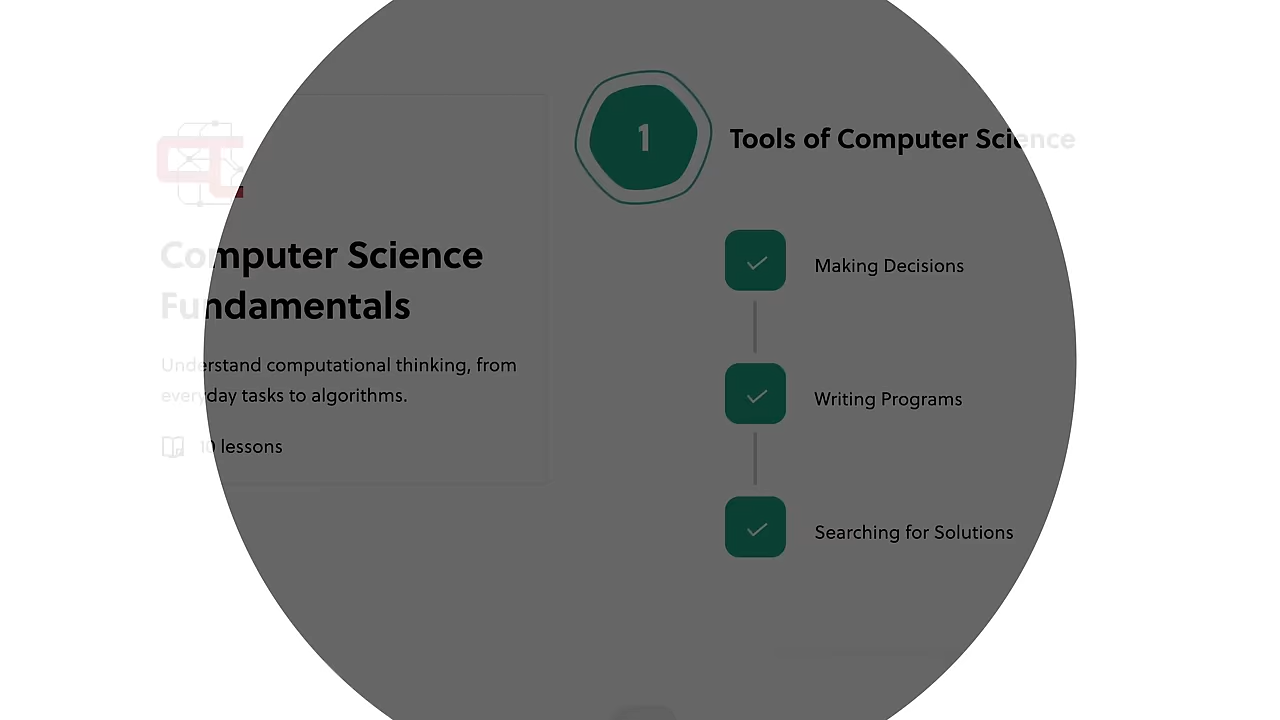 Computer Science
Fundamentals
Understand computational thinking, from
everyday tasks to algorithms.
10 lessons
1
Tools of Computer Science
Making Decisions
Writing Programs
Searching for Solutions